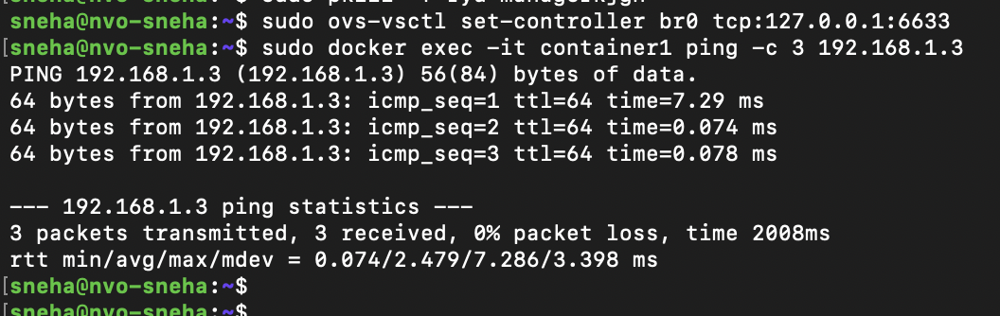 sneha@nvo-sneha:~$ sudo
sneha@nvo-sneha:~$ sudo ovs-vsctl set-controller br0 tcp:127.0.0.1:6633
[sneha@nvo-sneha:~$ sudo docker exec -it container1 ping -c 3 192.168.1.3
PING 192.168.1.3 (192.168.1.3) 56(84) bytes of data.
64 bytes from 192.168.1.3: icmp_seq=1 ttl=64 time=7.29 ms
64 bytes from 192.168.1.3: icmp_seq=2 ttl=64 time=0.074 ms
64 bytes from 192.168.1.3: icmp_seq=3 ttl=64 time=0.078 ms
--- 192.168.1.3 ping statistics ---
3 packets transmitted, 3 received, 0% packet loss, time 2008ms
rtt min/avg/max/mdev = 0.074/2.479/7.286/3.398 ms
[sneha@nvo-sneha:~$
[sneha@nvo-sneha:~$